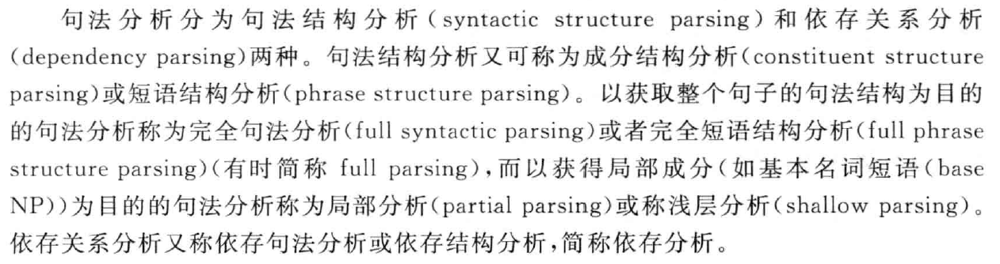 句法分析分为句法结构分析(syntactic structure parsing)和依存关系分析
(dependency parsing)两种。句法结构分析又可称为成分结构分析(constituent structure
parsing)或短语结构分析(phrase structure parsing)。以获取整个句子的句法结构为目的
的句法分析称为完全句法分析(full syntactic parsing)或者完全短语结构分析(full phrase
structure parsing)(有时简称 full parsing),而以获得局部成分(如基本名词短语(base
NP))为目的的句法分析称为局部分析(partial parsing)或称浅层分析(shallow parsing)。
依存关系分析又称依存句法分析或依存结构分析,简称依存分析。